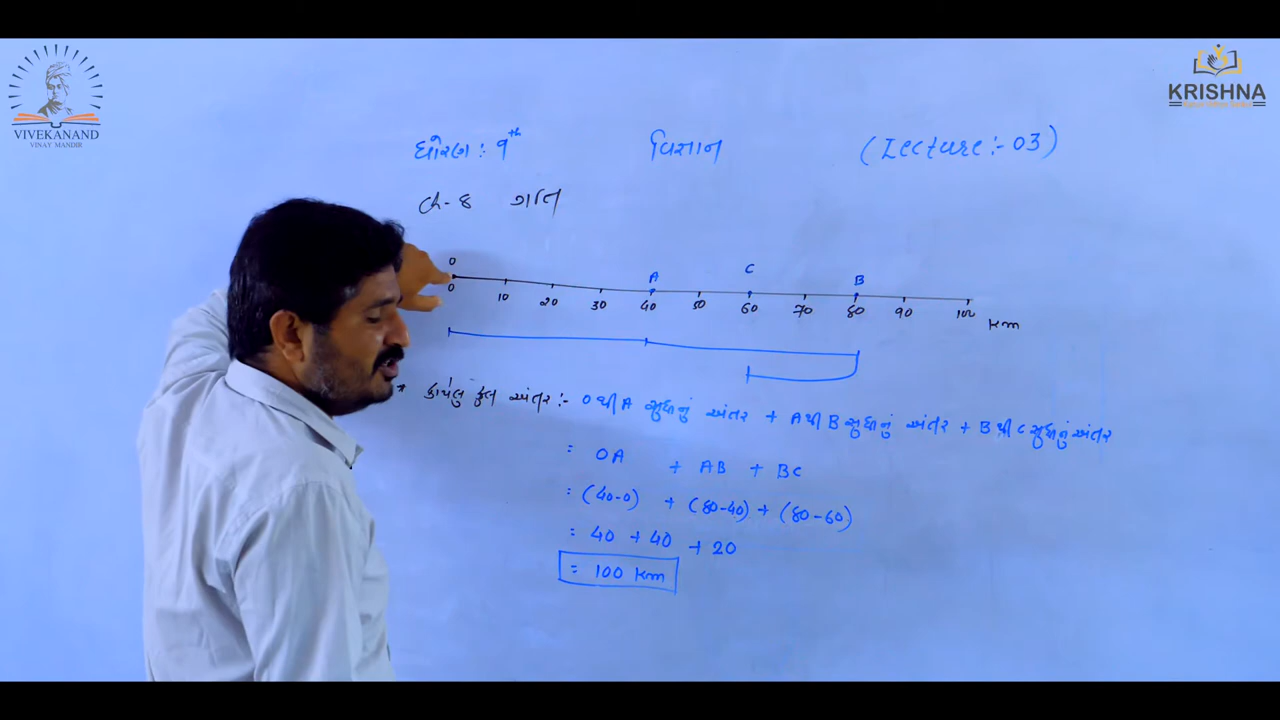 VIVEKANAND
VINAY MANDIR
KRISHNA
ધોરણ :- 9th વિજ્ઞાન (Lecture :- 03)
Ch- 8 ગતિ
0 A C B
0 10 20 30 40 50 60 70 80 90 100 Km
* કાપેલું કુલ અંતર :- 0 થી A સુધીનું અંતર + A થી B સુધીનું અંતર + B થી C સુધીનું અંતર
= OA + AB + BC
= (40-0) + (80-40) + (80-60)
= 40 + 40 + 20
= 100 Km